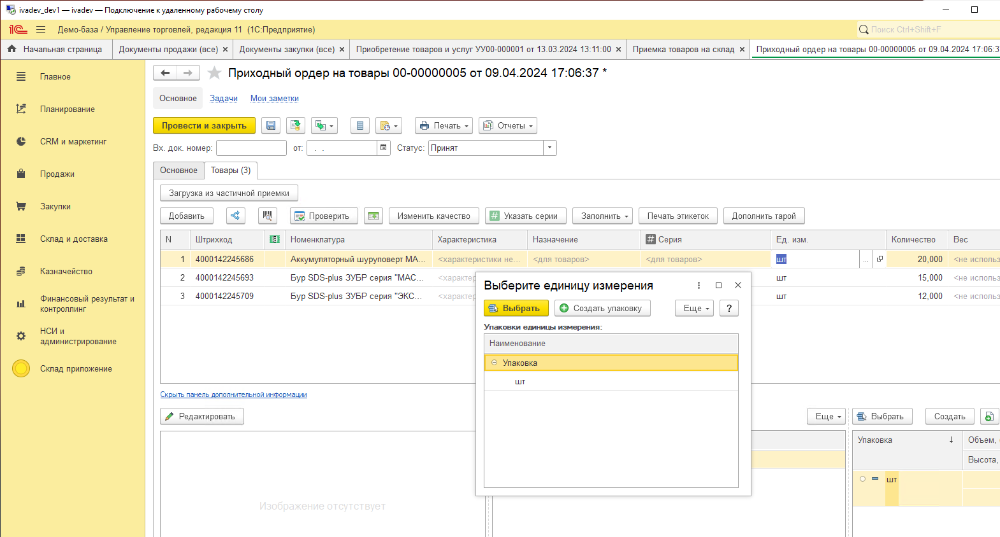 ivadev_dev1 — ivadev — Подключение к удаленному рабочему столу
1С Демо-база / Управление торговлей, редакция 11 (1С:Предприятие)
Поиск Ctrl+Shift+F
Начальная страница
Документы продажи (все)
Документы закупки (все)
Приобретение товаров и услуг УУ00-000001 от 13.03.2024 13:11:00
Приемка товаров на склад
Приходный ордер на товары 00-00000005 от 09.04.2024 17:06:37
Главное
Планирование
CRM и маркетинг
Продажи
Закупки
Склад и доставка
Казначейство
Финансовый результат и
контроллинг
НСИ и
администрирование
Склад приложение
Приходный ордер на товары 00-00000005 от 09.04.2024 17:06:37 *
Основное Задачи Мои заметки
Провести и закрыть Печать Отчеты
Вх. док. номер: от: . . Статус: Принят
Основное Товары (3)
Загрузка из частичной приемки
Добавить Проверить Изменить качество # Указать серии Заполнить Печать этикеток Дополнить тарой
N Штрихкод Номенклатура Характеристика Назначение # Серия Ед. изм. Количество Вес
1 4000142245686 Аккумуляторный шуруповерт МА... <характеристики не... <для товаров> <для товаров> шт ... 20,000 <не использ
2 4000142245693 Бур SDS-plus ЗУБР серия "МАС... <характер шт 15,000 <не использ
3 4000142245709 Бур SDS-plus ЗУБР серия "ЭКС... <характер шт 12,000 <не использ
Выберите единицу измерения
Выбрать Создать упаковку Еще ?
Упаковки единицы измерения:
Наименование
Упаковка
шт
Скрыть панель дополнительной информации
Редактировать Еще Выбрать Создать
Упаковка Объем,
Высота,
шт
Изображение отсутствует